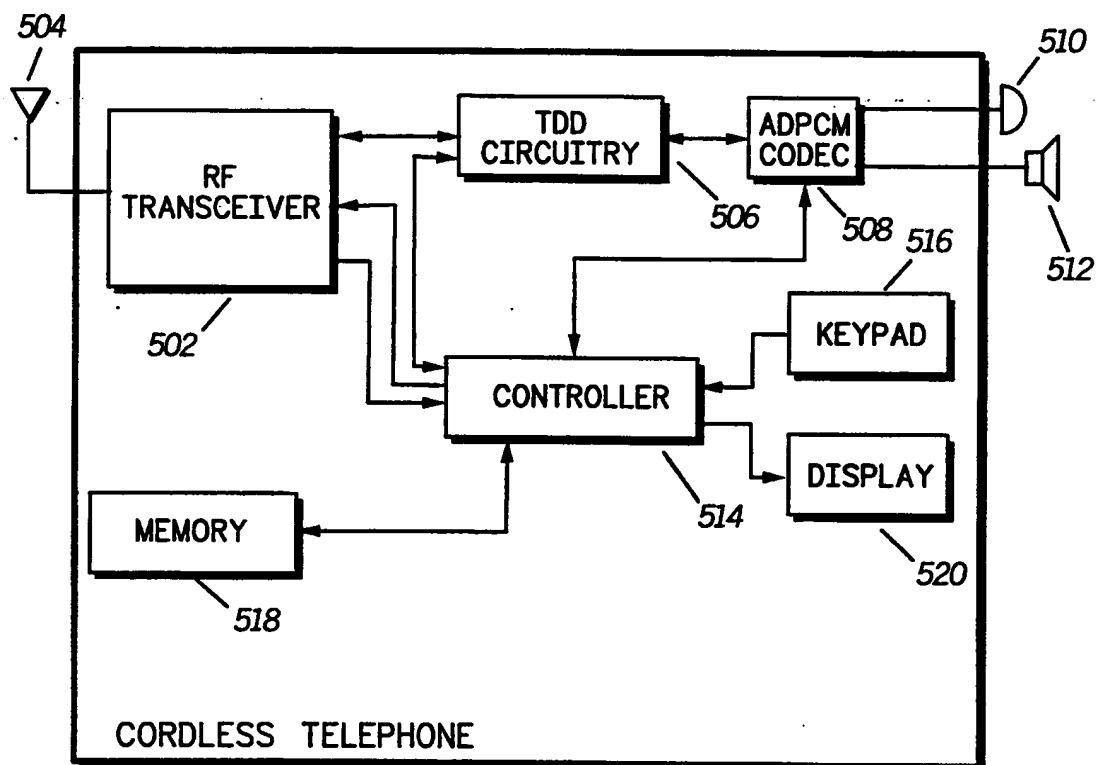 504
510
TDD
CIRCUITRY
ADPCM
CODEC
RF
TRANSCEIVER
506
508
512
516
502
KEYPAD
CONTROLLER
DISPLAY
514
MEMORY
520
518
CORDLESS TELEPHONE